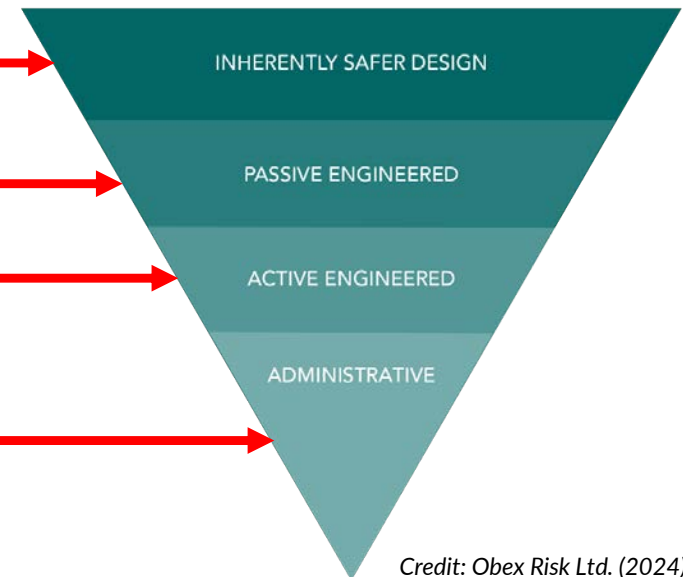 INHERENTLY SAFER DESIGN
PASSIVE ENGINEERED
ACTIVE ENGINEERED
ADMINISTRATIVE
Credit: Obex Risk Ltd. (2024)